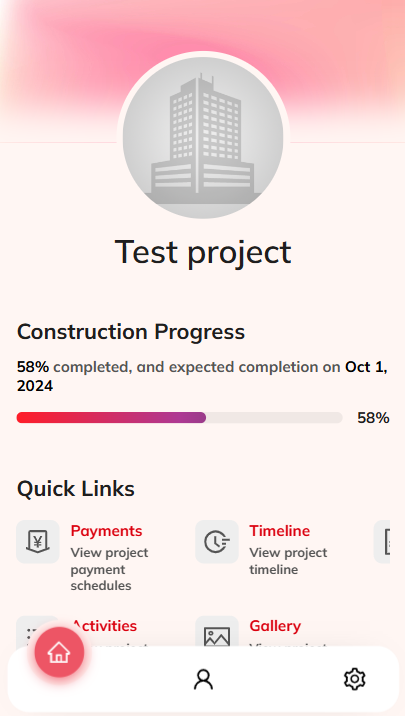 Test project
Construction Progress
58% completed, and expected completion on Oct 1,
2024
58%
Quick Links
Payments
View project
payment
schedules
Timeline
View project
timeline
Activities
Gallery